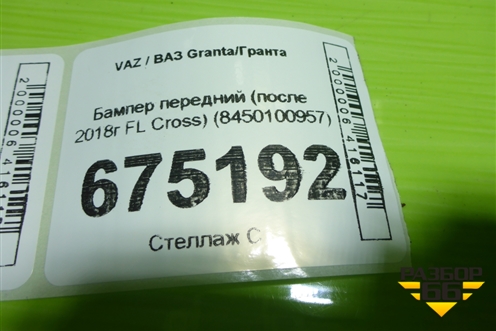 VAZ / ВАЗ Granta/Гранта
Бампер передний (после
2018г FL Cross) (8450100957)
675192
Стеллаж С
2000006416117
РАЗБОР
66